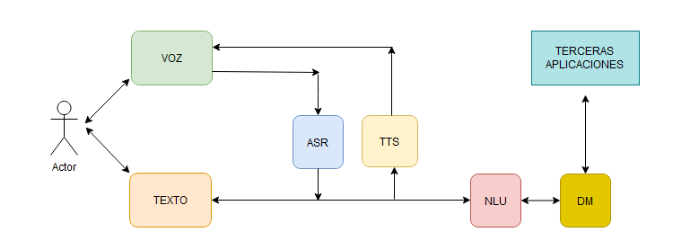 VOZ
TERCERAS
APLICACIONES
ASR
TTS
Actor
TEXTO
NLU
DM